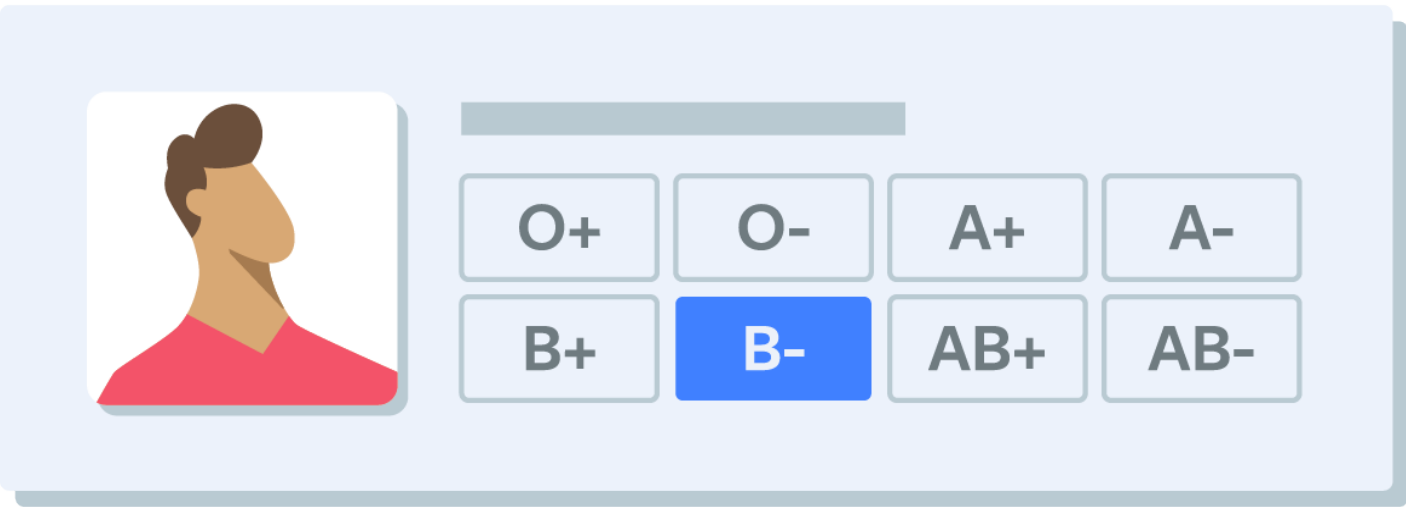 O+ O- A+ A-
B+ B- AB+ AB-